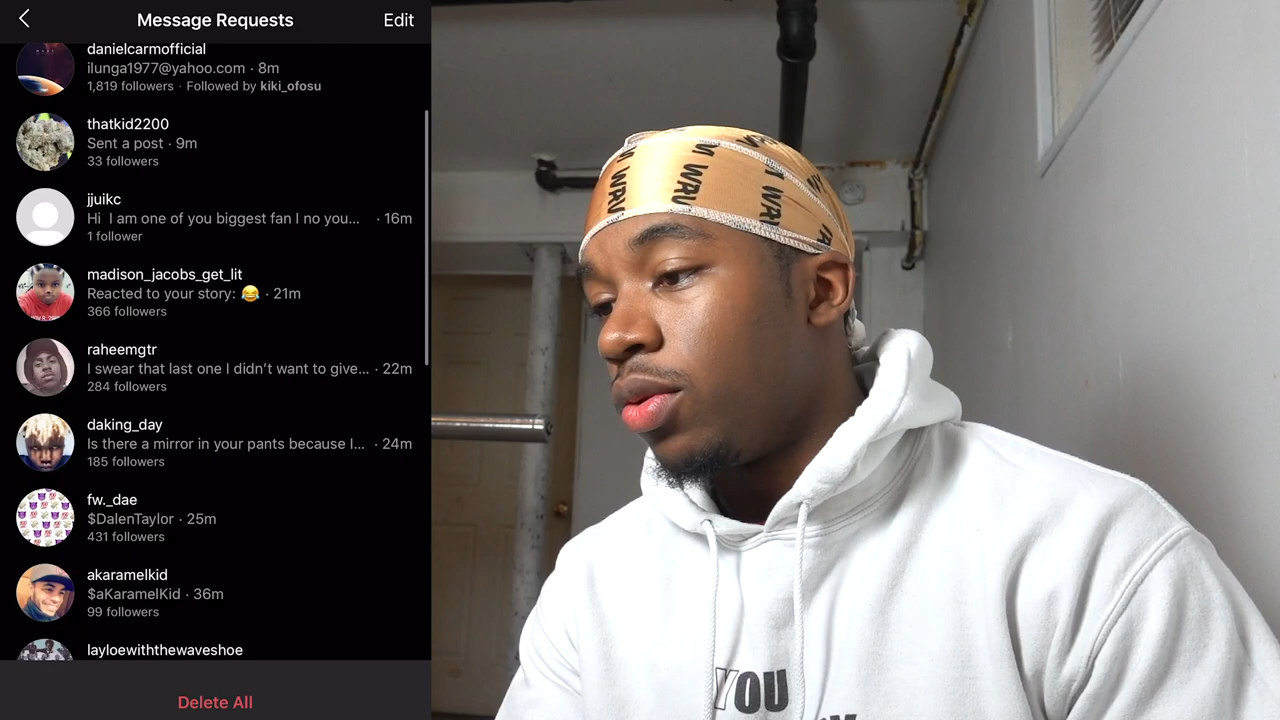 Message Requests
Edit
danielcarmofficial
ilunga1977@yahoo.com · 8m
1,819 followers · Followed by kiki_ofosu
thatkid2200
Sent a post · 9m
33 followers
jjuikc
Hi I am one of you biggest fan I no you... · 16m
1 follower
madison_jacobs_get_lit
Reacted to your story: 😂 · 21m
366 followers
raheemgtr
I swear that last one I didn’t want to give... · 22m
284 followers
daking_day
Is there a mirror in your pants because I... · 24m
185 followers
fw._dae
$DalenTaylor · 25m
431 followers
akaramelkid
$aKaramelKid · 36m
99 followers
layloewiththewaveshoe
Delete All
YOU